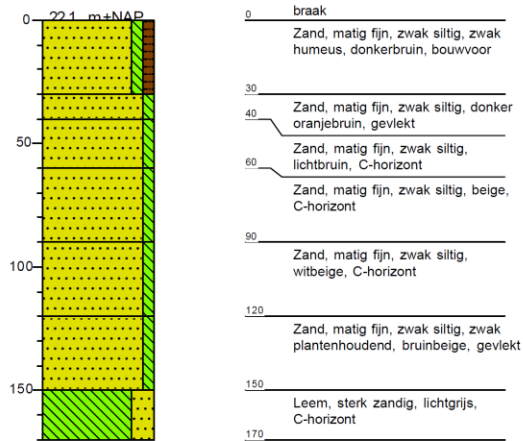 22.1 m+NAP
0
50
100
150
0
braak
Zand, matig fijn, zwak siltig, zwak
humeus, donkerbruin, bouwvoor
30
Zand, matig fijn, zwak siltig, donker
oranjebruin, gevlekt
40
Zand, matig fijn, zwak siltig,
lichtbruin, C-horizont
60
Zand, matig fijn, zwak siltig, beige,
C-horizont
90
Zand, matig fijn, zwak siltig,
witbeige, C-horizont
120
Zand, matig fijn, zwak siltig, zwak
plantenhoudend, bruinbeige, gevlekt
150
Leem, sterk zandig, lichtgrijs,
C-horizont
170